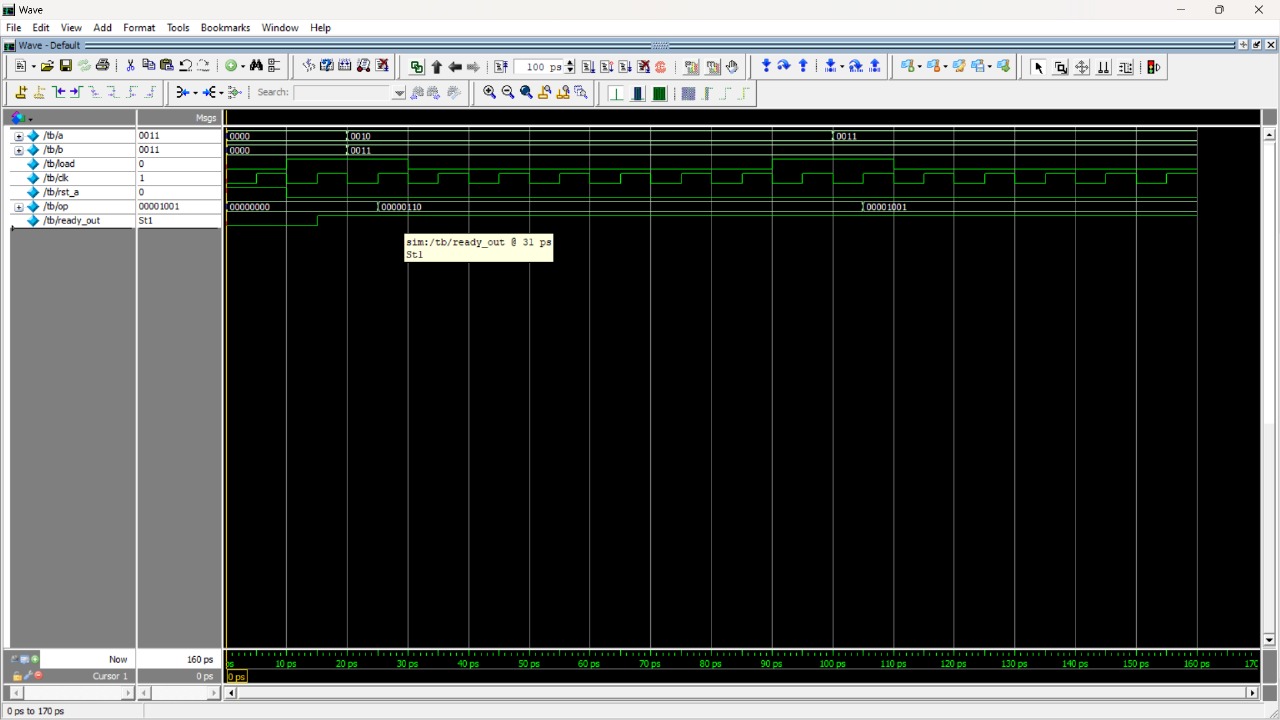 Wave
File Edit View Add Format Tools Bookmarks Window Help
Wave - Default
100 ps
Search:
Msgs
/tb/a 0011 0000 0010 0011
/tb/b 0011 0000 0011
/tb/load 0
/tb/clk 1
/tb/rst_a 0
/tb/op 00001001 00000000 00000110 00001001
/tb/ready_out St1
sim:/tb/ready_out @ 31 ps
St1
Now 160 ps ps 10 ps 20 ps 30 ps 40 ps 50 ps 60 ps 70 ps 80 ps 90 ps 100 ps 110 ps 120 ps 130 ps 140 ps 150 ps 160 ps 170
Cursor 1 0 ps 0 ps
0 ps to 170 ps